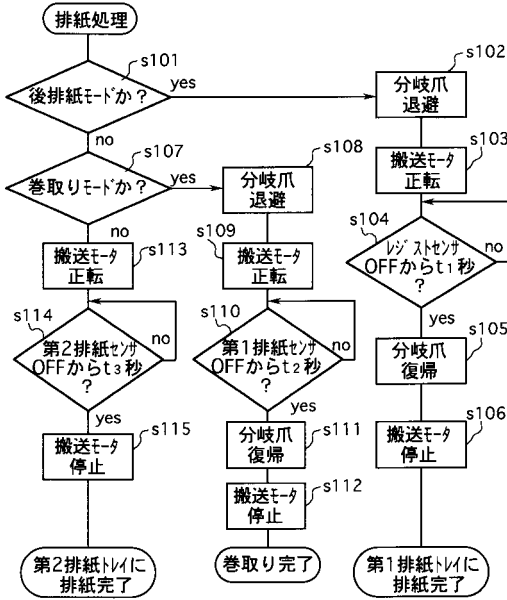 排紙処理
s101
後排紙モードか?
yes
no
s102
分岐爪
退避
s103
搬送モータ
正転
s104
レジストセンサ
OFFからt₁秒
?
no
yes
s105
分岐爪
復帰
s106
搬送モータ
停止
第1排紙トレイに
排紙完了
s107
巻取りモードか?
yes
no
s108
分岐爪
退避
s109
搬送モータ
正転
s110
第1排紙センサ
OFFからt₂秒
?
no
yes
s111
分岐爪
復帰
s112
搬送モータ
停止
巻取り完了
s113
搬送モータ
正転
s114
第2排紙センサ
OFFからt₃秒
?
no
yes
s115
搬送モータ
停止
第2排紙トレイに
排紙完了